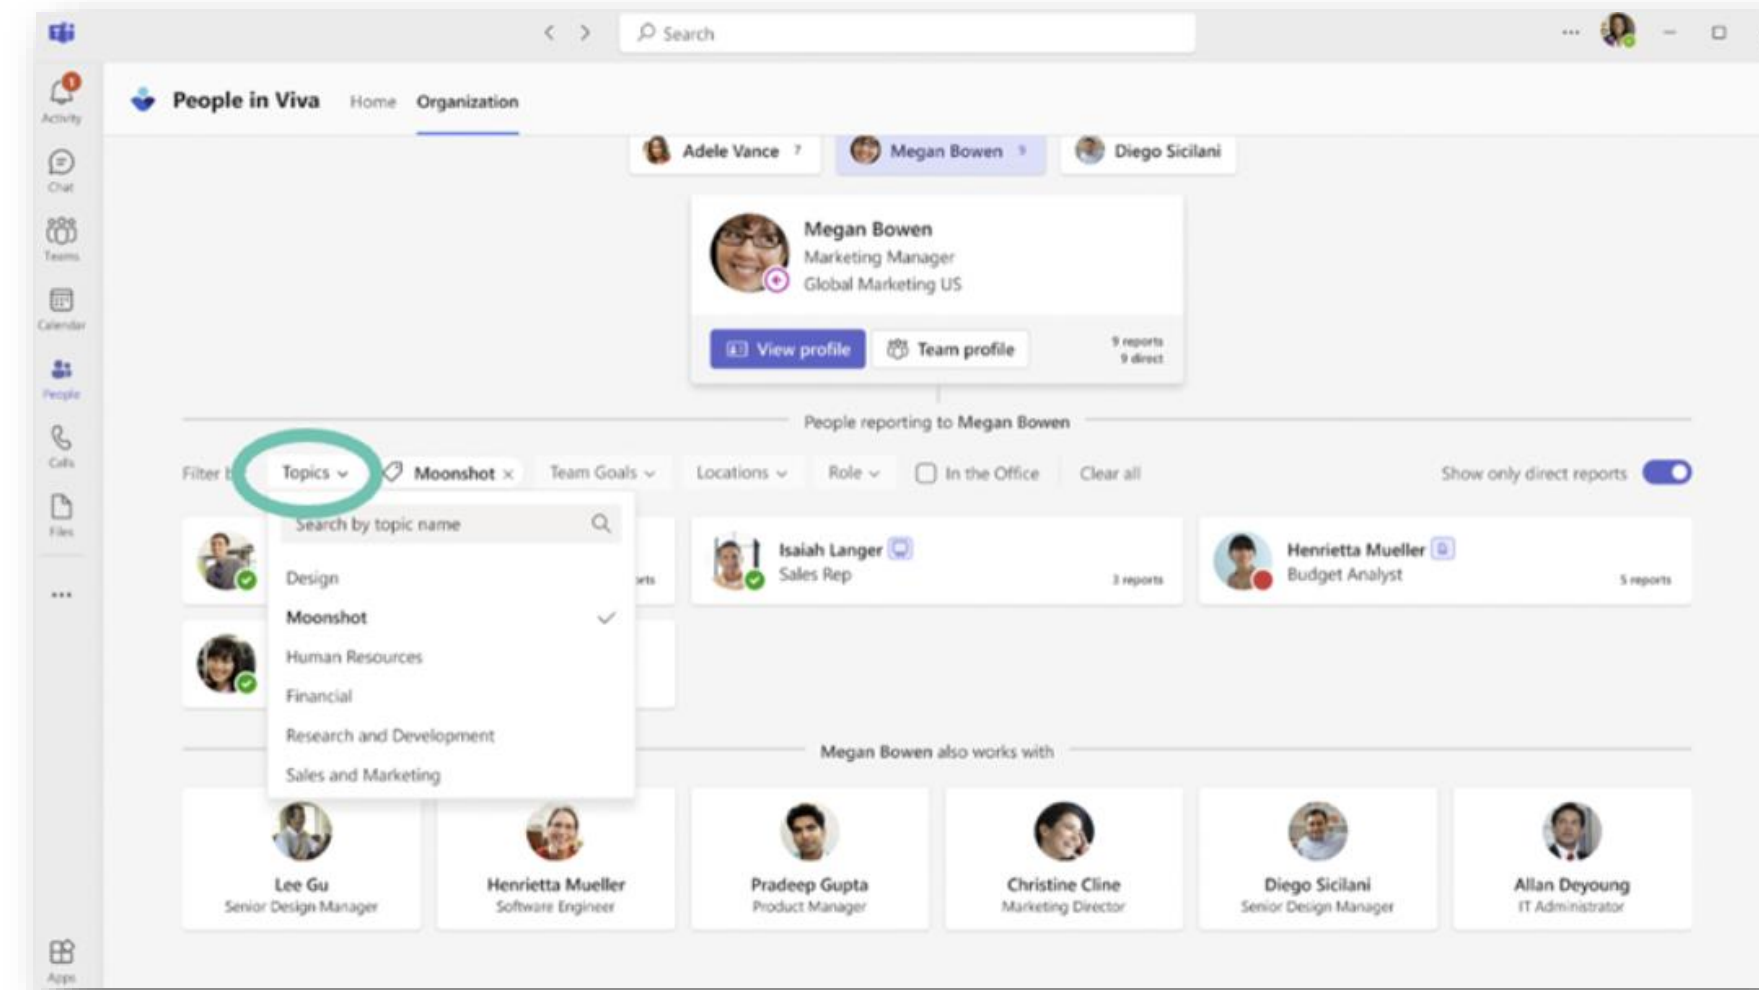 Search
...
Activity
People in Viva
Home
Organization
Chat
Adele Vance 7
Megan Bowen 9
Diego Sicilani
Teams
Megan Bowen
Marketing Manager
Global Marketing US
Calendar
View profile
Team profile
9 reports
9 direct
People
People reporting to Megan Bowen
Calls
Filter
Topics
Moonshot ×
Team Goals
Locations
Role
In the Office
Clear all
Show only direct reports
Files
Search by topic name
Design
Moonshot
Human Resources
Financial
Research and Development
Sales and Marketing
Isaiah Langer
Sales Rep
3 reports
Henrietta Mueller
Budget Analyst
5 reports
...
Megan Bowen also works with
Lee Gu
Senior Design Manager
Henrietta Mueller
Software Engineer
Pradeep Gupta
Product Manager
Christine Cline
Marketing Director
Diego Sicilani
Senior Design Manager
Allan Deyoung
IT Administrator
Apps